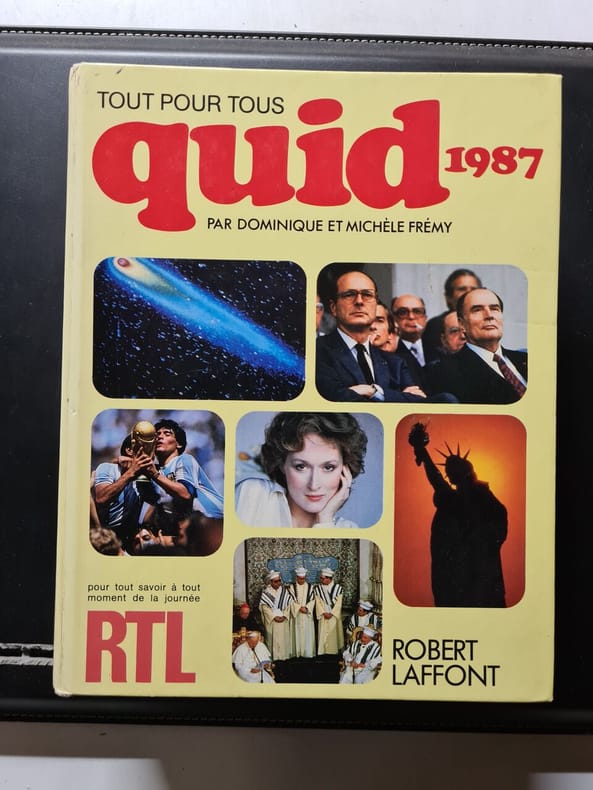 TOUT POUR TOUS
quid 1987
PAR DOMINIQUE ET MICHÈLE FRÉMY
pour tout savoir à tout
moment de la journée
RTL
ROBERT
LAFFONT